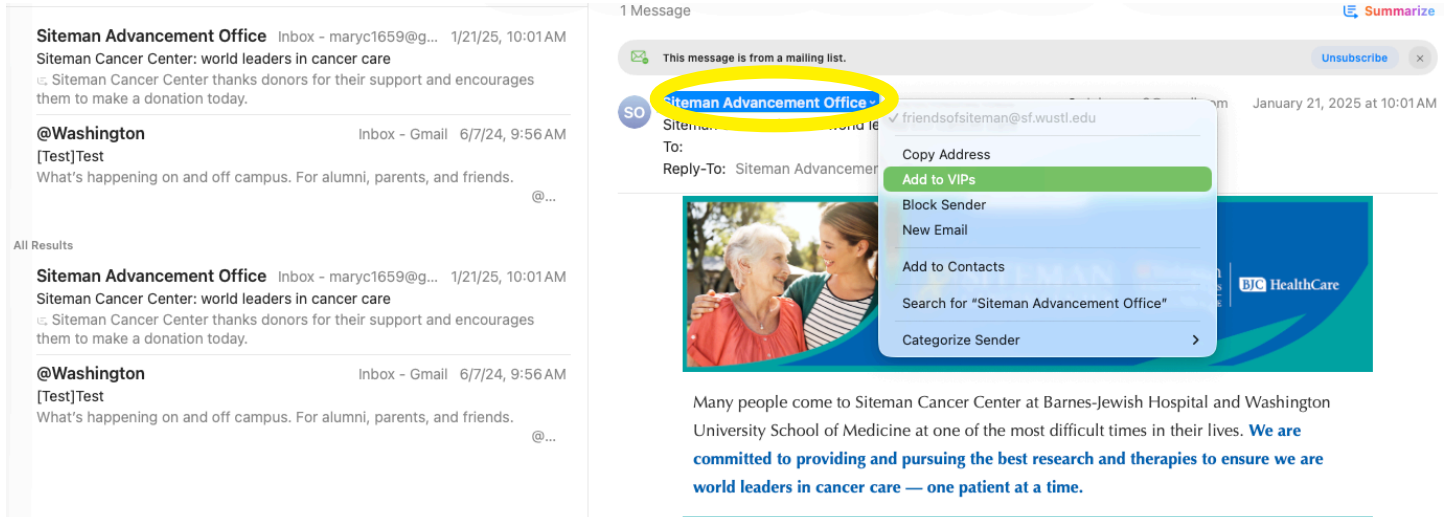 Siteman Advancement Office Inbox - maryc1659@g... 1/21/25, 10:01 AM
Siteman Cancer Center: world leaders in cancer care
Siteman Cancer Center thanks donors for their support and encourages
them to make a donation today.
@Washington Inbox - Gmail 6/7/24, 9:56 AM
[Test]Test
What's happening on and off campus. For alumni, parents, and friends.
@...
All Results
Siteman Advancement Office Inbox - maryc1659@g... 1/21/25, 10:01 AM
Siteman Cancer Center: world leaders in cancer care
Siteman Cancer Center thanks donors for their support and encourages
them to make a donation today.
@Washington Inbox - Gmail 6/7/24, 9:56 AM
[Test]Test
What's happening on and off campus. For alumni, parents, and friends.
@...
1 Message Summarize
This message is from a mailing list. Unsubscribe ×
SO Siteman Advancement Office January 21, 2025 at 10:01 AM
To:
Reply-To: Siteman Advancemen
✓ friendsofsiteman@sf.wustl.edu
Copy Address
Add to VIPs
Block Sender
New Email
Add to Contacts
Search for “Siteman Advancement Office”
Categorize Sender
SITEMAN
BJC HealthCare
Many people come to Siteman Cancer Center at Barnes-Jewish Hospital and Washington
University School of Medicine at one of the most difficult times in their lives. We are
committed to providing and pursuing the best research and therapies to ensure we are
world leaders in cancer care — one patient at a time.